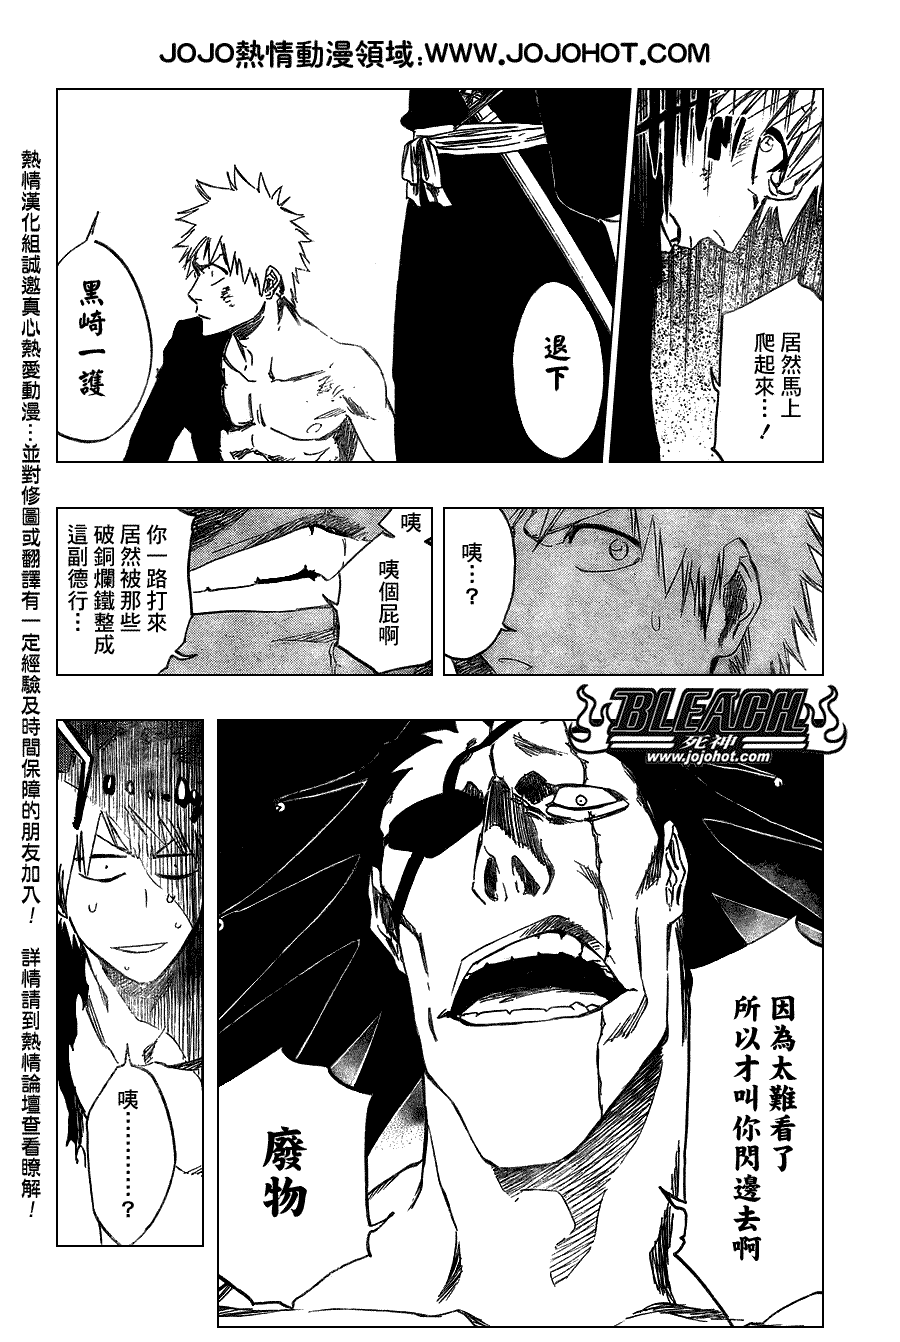 JOJO熱情動漫領域:WWW.JOJOHOT.COM
居然馬上
爬起來…!
退下
黑崎一護
咦…?
咦
咦個屁啊
你一路打來
居然被那些
破銅爛鐵整成
這副德行…
BLEACH
死神
www.jojohot.com
因為太難看了
所以才叫你閃邊去啊
廢物
咦………?
熱情漢化組誠邀真心熱愛動漫…並對修圖或翻譯有一定經驗及時間保障的朋友加入! 詳情請到熱情論壇查看瞭解!